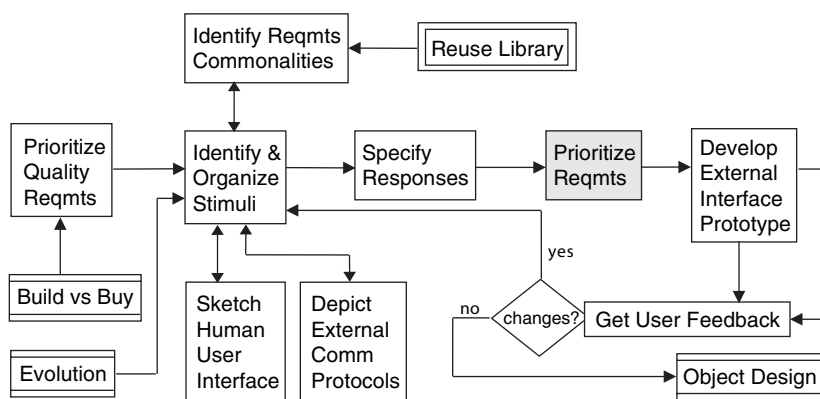 Identify Reqmts
Commonalities
Reuse Library
Prioritize
Quality
Reqmts
Identify &
Organize
Stimuli
Specify
Responses
Prioritize
Reqmts
Develop
External
Interface
Prototype
yes
Build vs Buy
Sketch
Human
User
Interface
Depict
External
Comm
Protocols
no
changes?
Get User Feedback
Evolution
Object Design